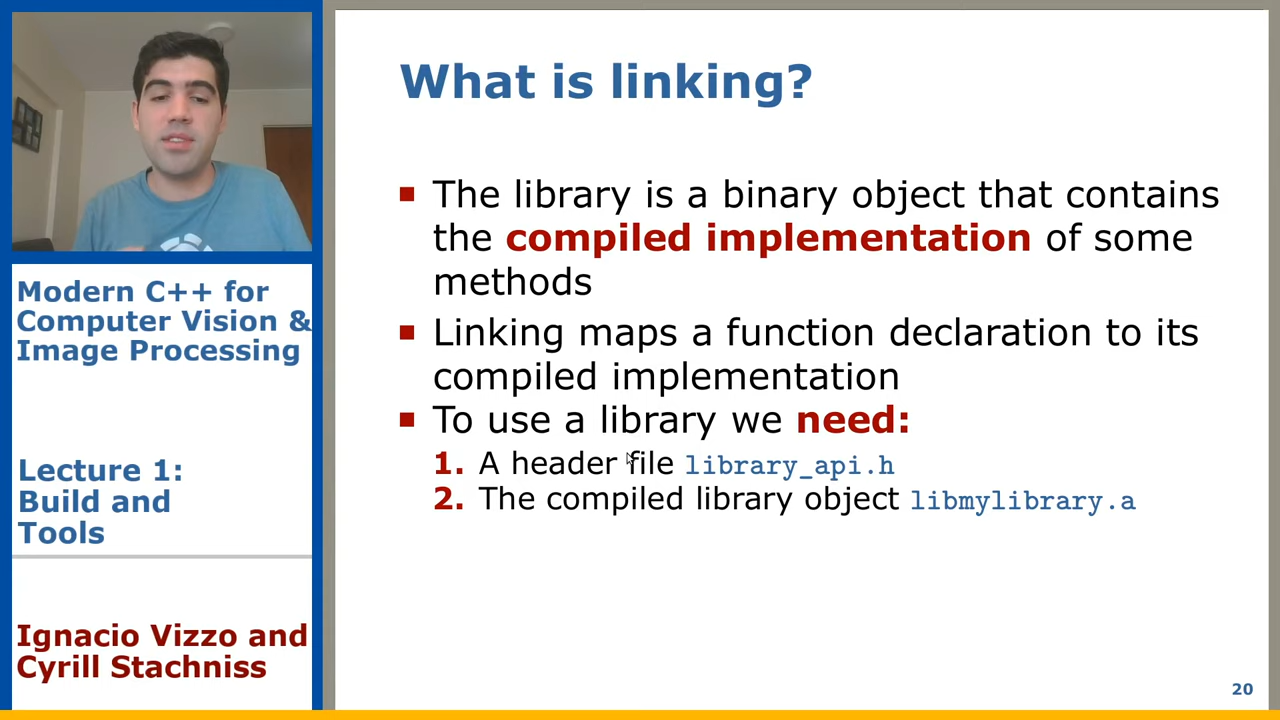 What is linking?
■ The library is a binary object that contains
the compiled implementation of some
methods
■ Linking maps a function declaration to its
compiled implementation
■ To use a library we need:
1. A header file library_api.h
2. The compiled library object libmylibrary.a
20
Modern C++ for
Computer Vision &
Image Processing
Lecture 1:
Build and
Tools
Ignacio Vizzo and
Cyrill Stachniss